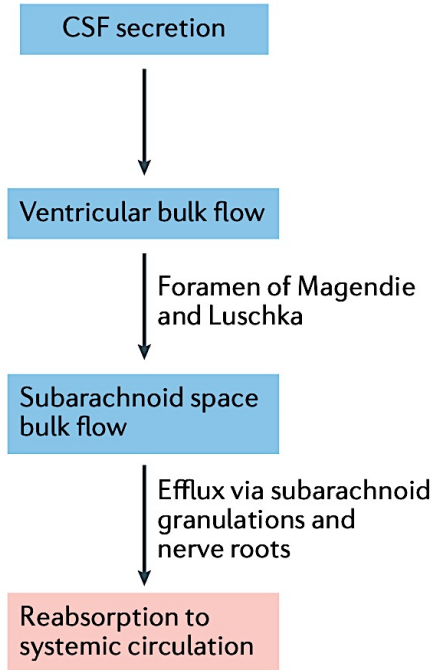 CSF secretion
Ventricular bulk flow
Foramen of Magendie
and Luschka
Subarachnoid space
bulk flow
Efflux via subarachnoid
granulations and
nerve roots
Reabsorption to
systemic circulation